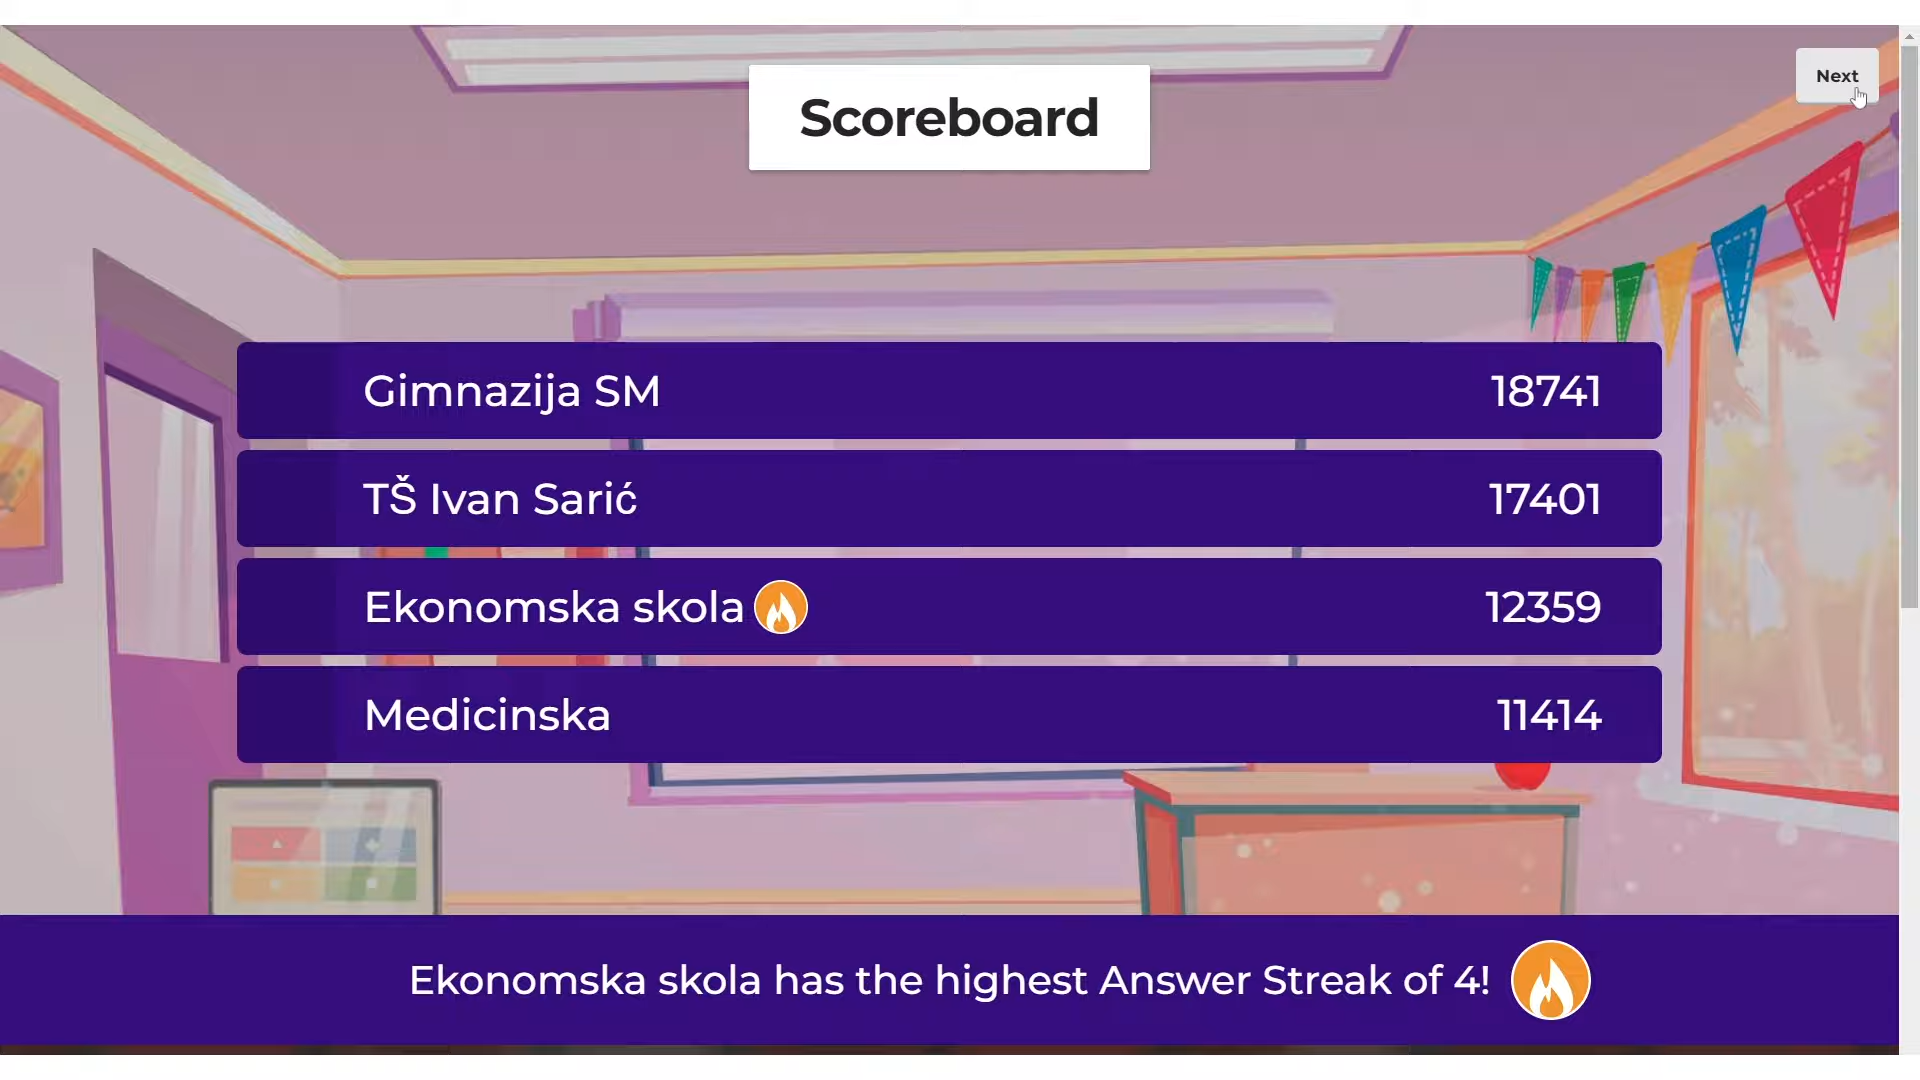 Scoreboard
Next
Gimnazija SM 18741
TŠ Ivan Sarić 17401
Ekonomska skola 12359
Medicinska 11414
Ekonomska skola has the highest Answer Streak of 4!